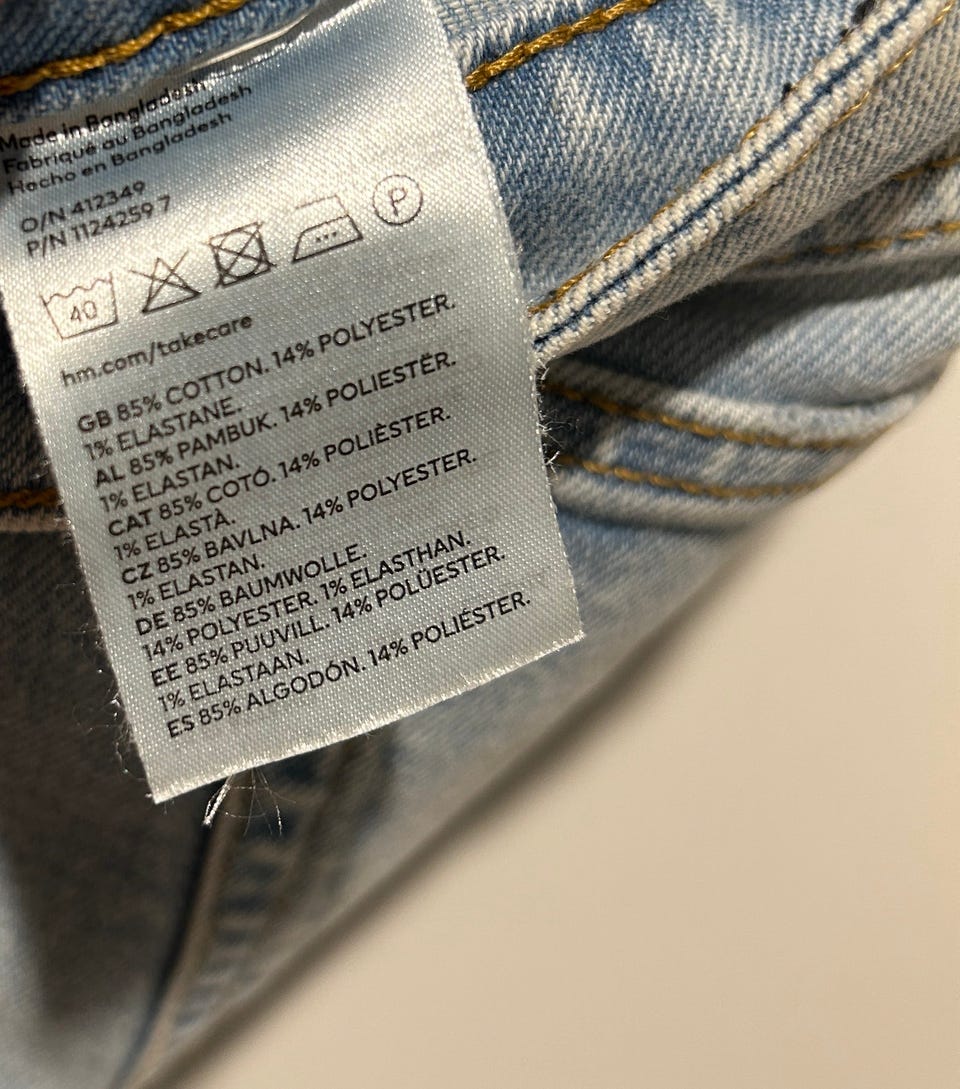 Made in Bangladesh
Fabriqué au Bangladesh
Hecho en Bangladesh
O/N 412349
P/N 1124259 7
40
P
hm.com/takecare
GB 85% COTTON. 14% POLYESTER.
1% ELASTANE.
AL 85% PAMBUK. 14% POLIESTËR.
1% ELASTAN.
CAT 85% COTÓ. 14% POLIÈSTER.
1% ELASTÀ.
CZ 85% BAVLNA. 14% POLYESTER.
1% ELASTAN.
DE 85% BAUMWOLLE.
14% POLYESTER. 1% ELASTHAN.
EE 85% PUUVILL. 14% POLÜESTER.
1% ELASTAAN.
ES 85% ALGODÓN. 14% POLIÉSTER.